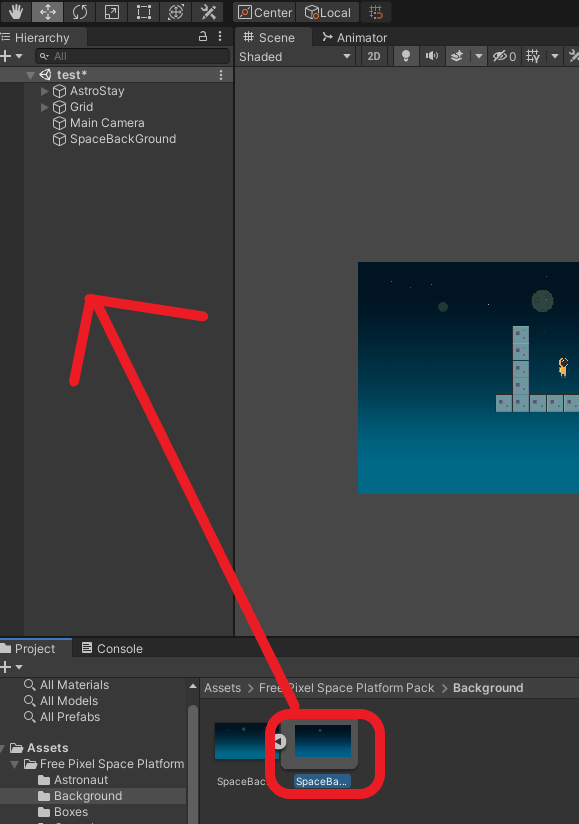 Center
Local
Hierarchy
Scene
Animator
All
Shaded
2D
0
test*
AstroStay
Grid
Main Camera
SpaceBackGround
Project
Console
All Materials
All Models
All Prefabs
Assets > Free Pixel Space Platform Pack > Background
Assets
Free Pixel Space Platform
Astronaut
Background
Boxes
SpaceBac
SpaceBa...